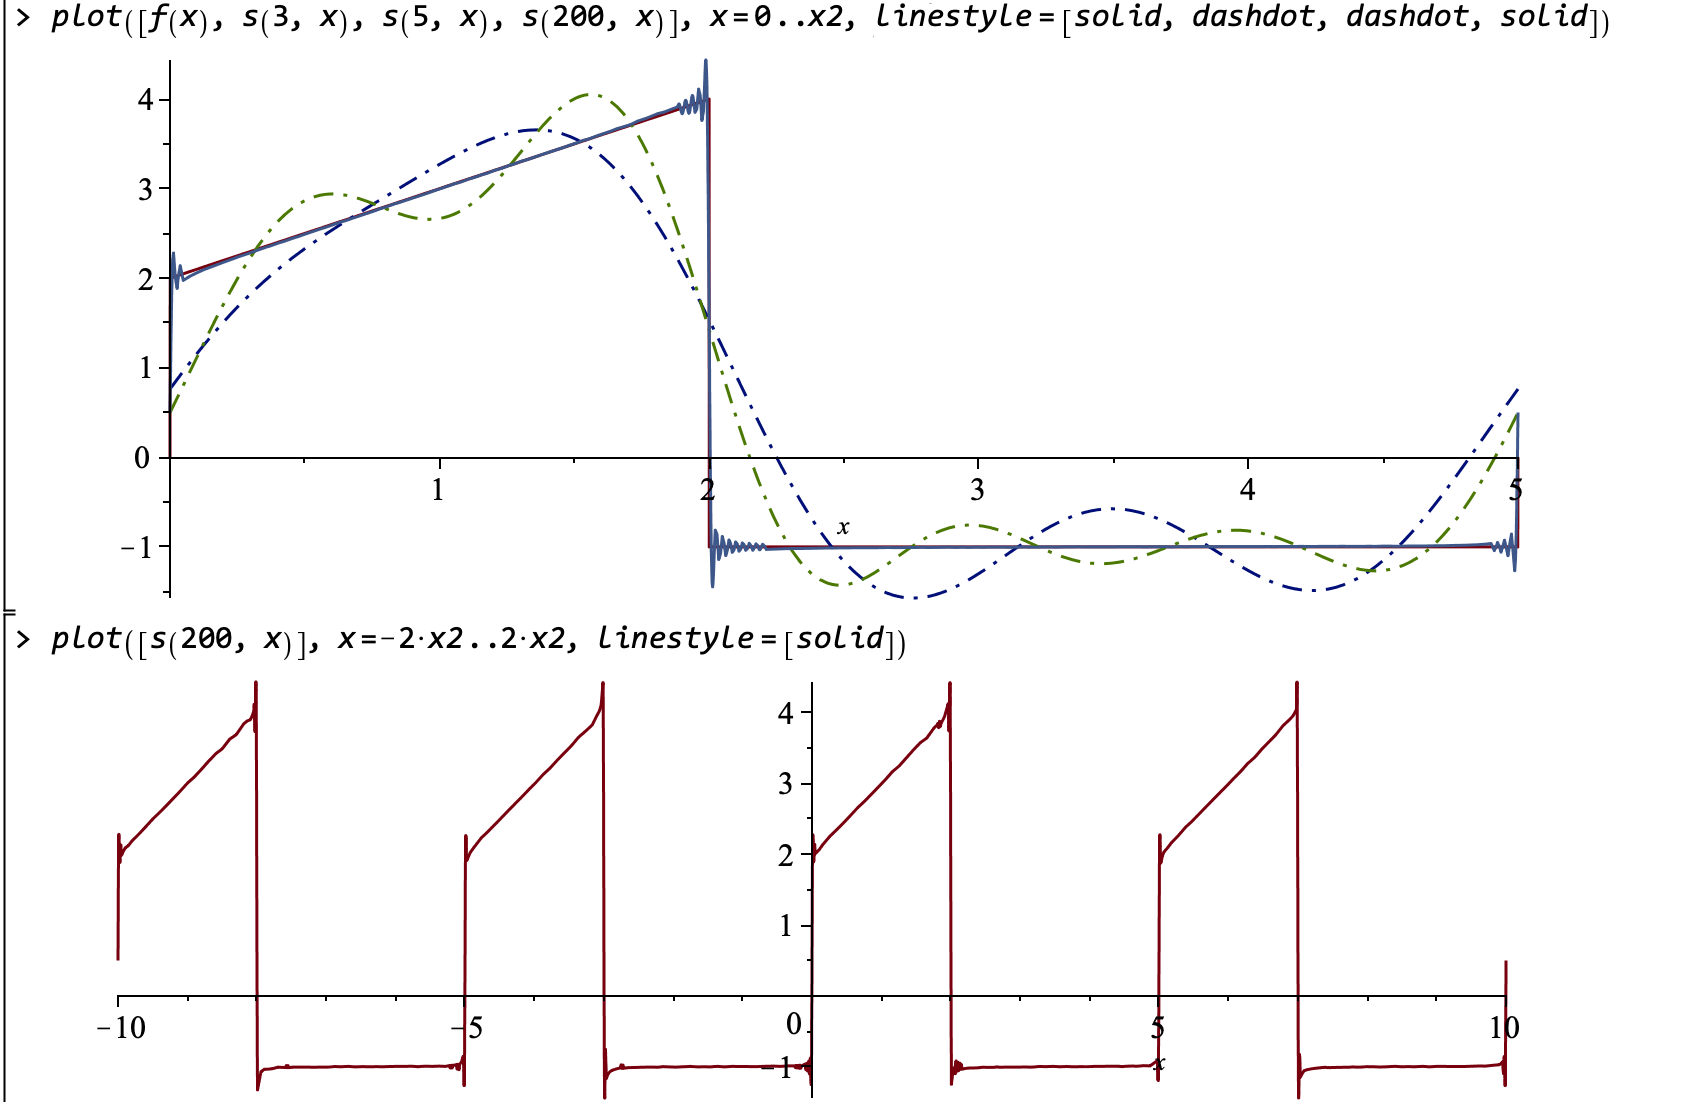 > plot([f(x), s(3, x), s(5, x), s(200, x)], x=0..x2, linestyle=[solid, dashdot, dashdot, solid])
4
3
2
1
0
1 2 3 4 5
x
−1
> plot([s(200, x)], x=−2·x2..2·x2, linestyle=[solid])
4
3
2
1
−10 −5 0 5 10
−1 x